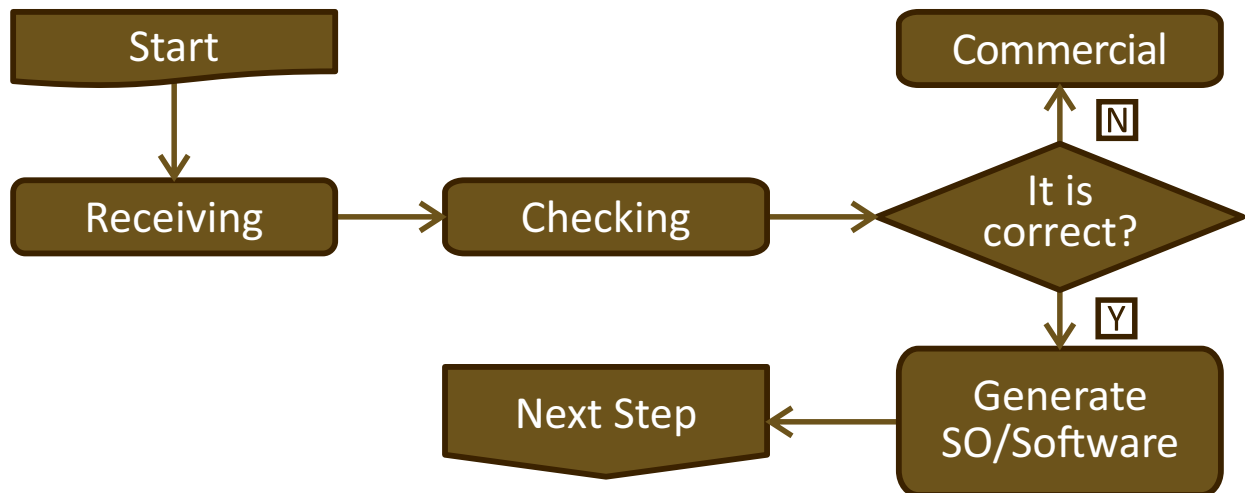 Start
Commercial
N
Receiving
Checking
It is
correct?
Y
Next Step
Generate
SO/Software